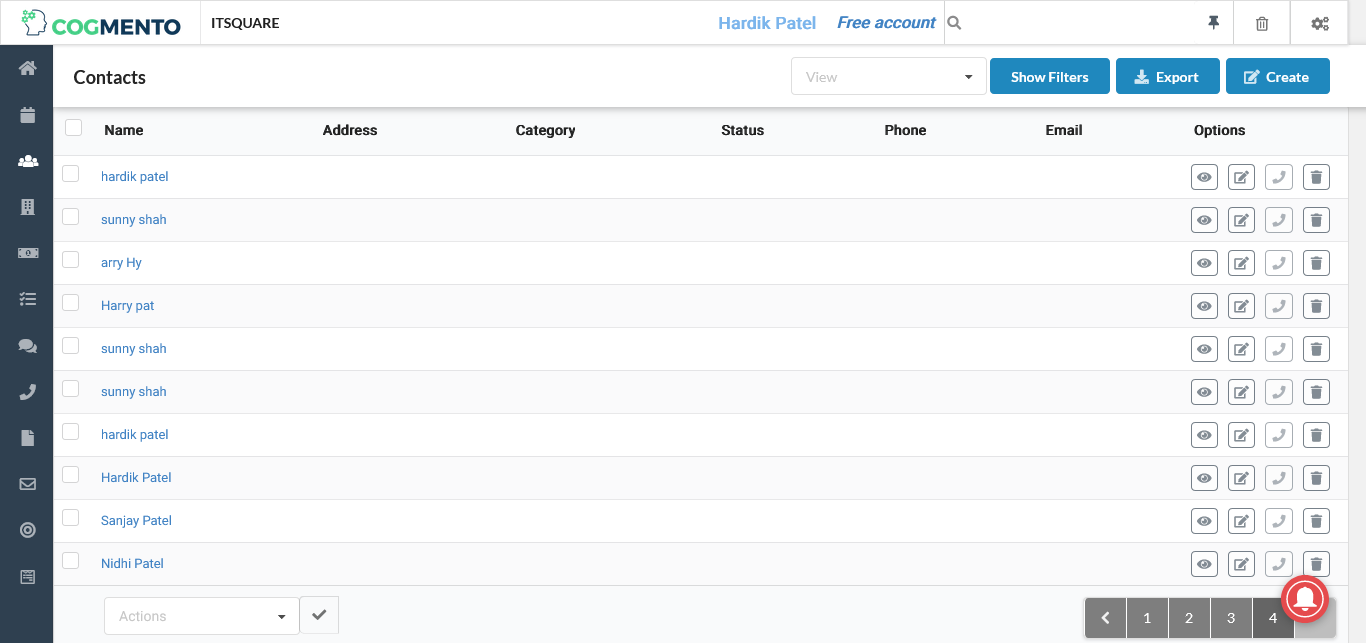 COGMENTO
ITSQUARE
Hardik Patel
Free account
Contacts
View
Show Filters
Export
Create
Name Address Category Status Phone Email Options
hardik patel
sunny shah
arry Hy
Harry pat
sunny shah
sunny shah
hardik patel
Hardik Patel
Sanjay Patel
Nidhi Patel
Actions
1 2 3 4